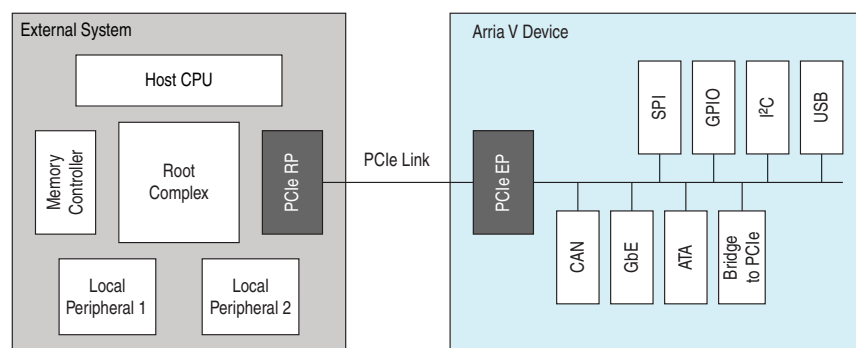 External System
Host CPU
Memory
Controller
Root
Complex
PCIe RP
Local
Peripheral 1
Local
Peripheral 2
PCIe Link
Arria V Device
PCIe EP
SPI
GPIO
I²C
USB
CAN
GbE
ATA
Bridge
to PCIe